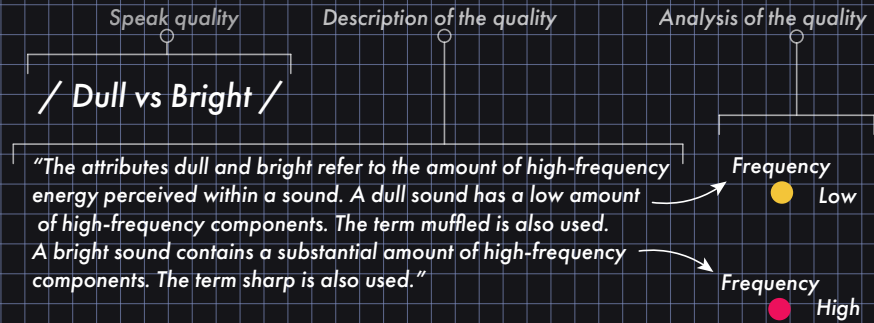 Speak quality
Description of the quality
Analysis of the quality
/ Dull vs Bright /
“The attributes dull and bright refer to the amount of high-frequency
energy perceived within a sound. A dull sound has a low amount
of high-frequency components. The term muffled is also used.
A bright sound contains a substantial amount of high-frequency
components. The term sharp is also used.”
Frequency
Low
Frequency
High